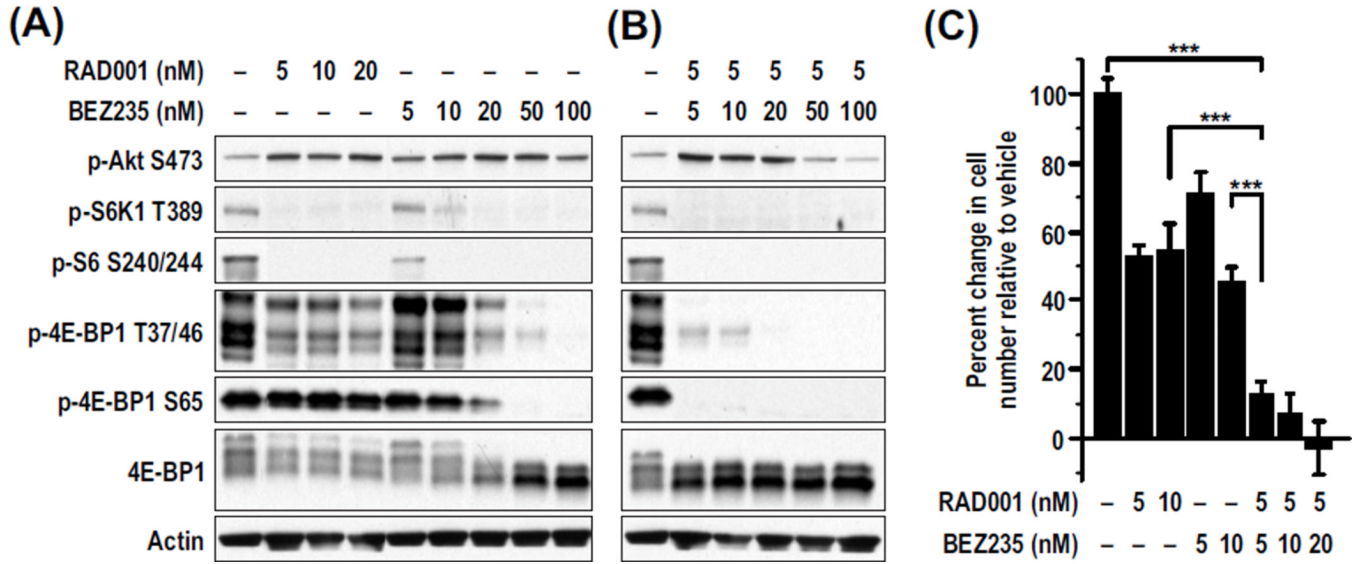 (A)
RAD001 (nM) – 5 10 20 – – – – –
BEZ235 (nM) – – – – 5 10 20 50 100
p-Akt S473
p-S6K1 T389
p-S6 S240/244
p-4E-BP1 T37/46
p-4E-BP1 S65
4E-BP1
Actin
(B)
– 5 5 5 5 5
– 5 10 20 50 100
(C)
***
***
***
Percent change in cell
number relative to vehicle
100
80
60
40
20
0
RAD001 (nM) – 5 10 – – 5 5 5
BEZ235 (nM) – – – 5 10 5 10 20